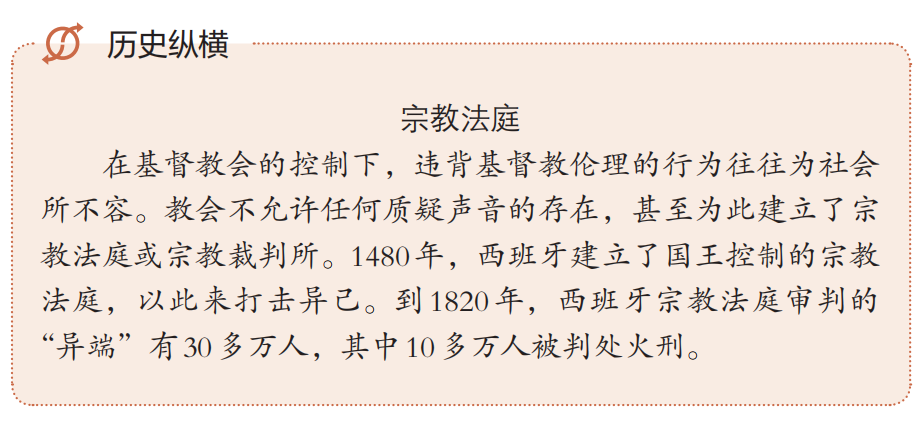 历史纵横
宗教法庭
在基督教会的控制下，违背基督教伦理的行为往往为社会
所不容。教会不允许任何质疑声音的存在，甚至为此建立了宗
教法庭或宗教裁判所。1480年，西班牙建立了国王控制的宗教
法庭，以此来打击异己。到1820年，西班牙宗教法庭审判的
“异端”有30多万人，其中10多万人被判处火刑。